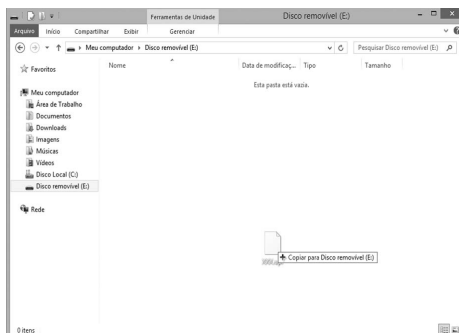 Ferramentas de Unidade
Disco removível (E:)
Arquivo Início Compartilhar Exibir Gerenciar
Meu computador Disco removível (E:)
Pesquisar Disco removível (E:)
Favoritos
Nome Data de modificaç... Tipo Tamanho
Esta pasta está vazia.
Meu computador
Área de Trabalho
Documentos
Downloads
Imagens
Músicas
Vídeos
Disco Local (C:)
Disco removível (E:)
Rede
Copiar para Disco removível (E:)
0 itens